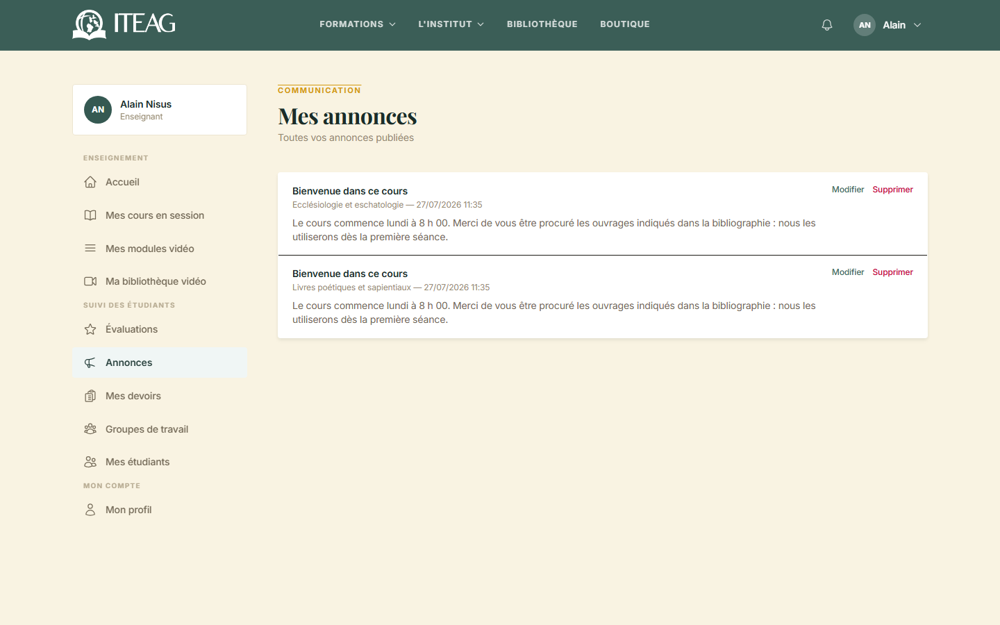 ITEAG
FORMATIONS
L'INSTITUT
BIBLIOTHÈQUE
BOUTIQUE
AN
Alain
AN
Alain Nisus
Enseignant
ENSEIGNEMENT
Accueil
Mes cours en session
Mes modules vidéo
Ma bibliothèque vidéo
SUIVI DES ÉTUDIANTS
Évaluations
Annonces
Mes devoirs
Groupes de travail
Mes étudiants
MON COMPTE
Mon profil
COMMUNICATION
Mes annonces
Toutes vos annonces publiées
Bienvenue dans ce cours
Modifier Supprimer
Ecclésiologie et eschatologie — 27/07/2026 11:35
Le cours commence lundi à 8 h 00. Merci de vous être procuré les ouvrages indiqués dans la bibliographie : nous les
utiliserons dès la première séance.
Bienvenue dans ce cours
Modifier Supprimer
Livres poétiques et sapientiaux — 27/07/2026 11:35
Le cours commence lundi à 8 h 00. Merci de vous être procuré les ouvrages indiqués dans la bibliographie : nous les
utiliserons dès la première séance.